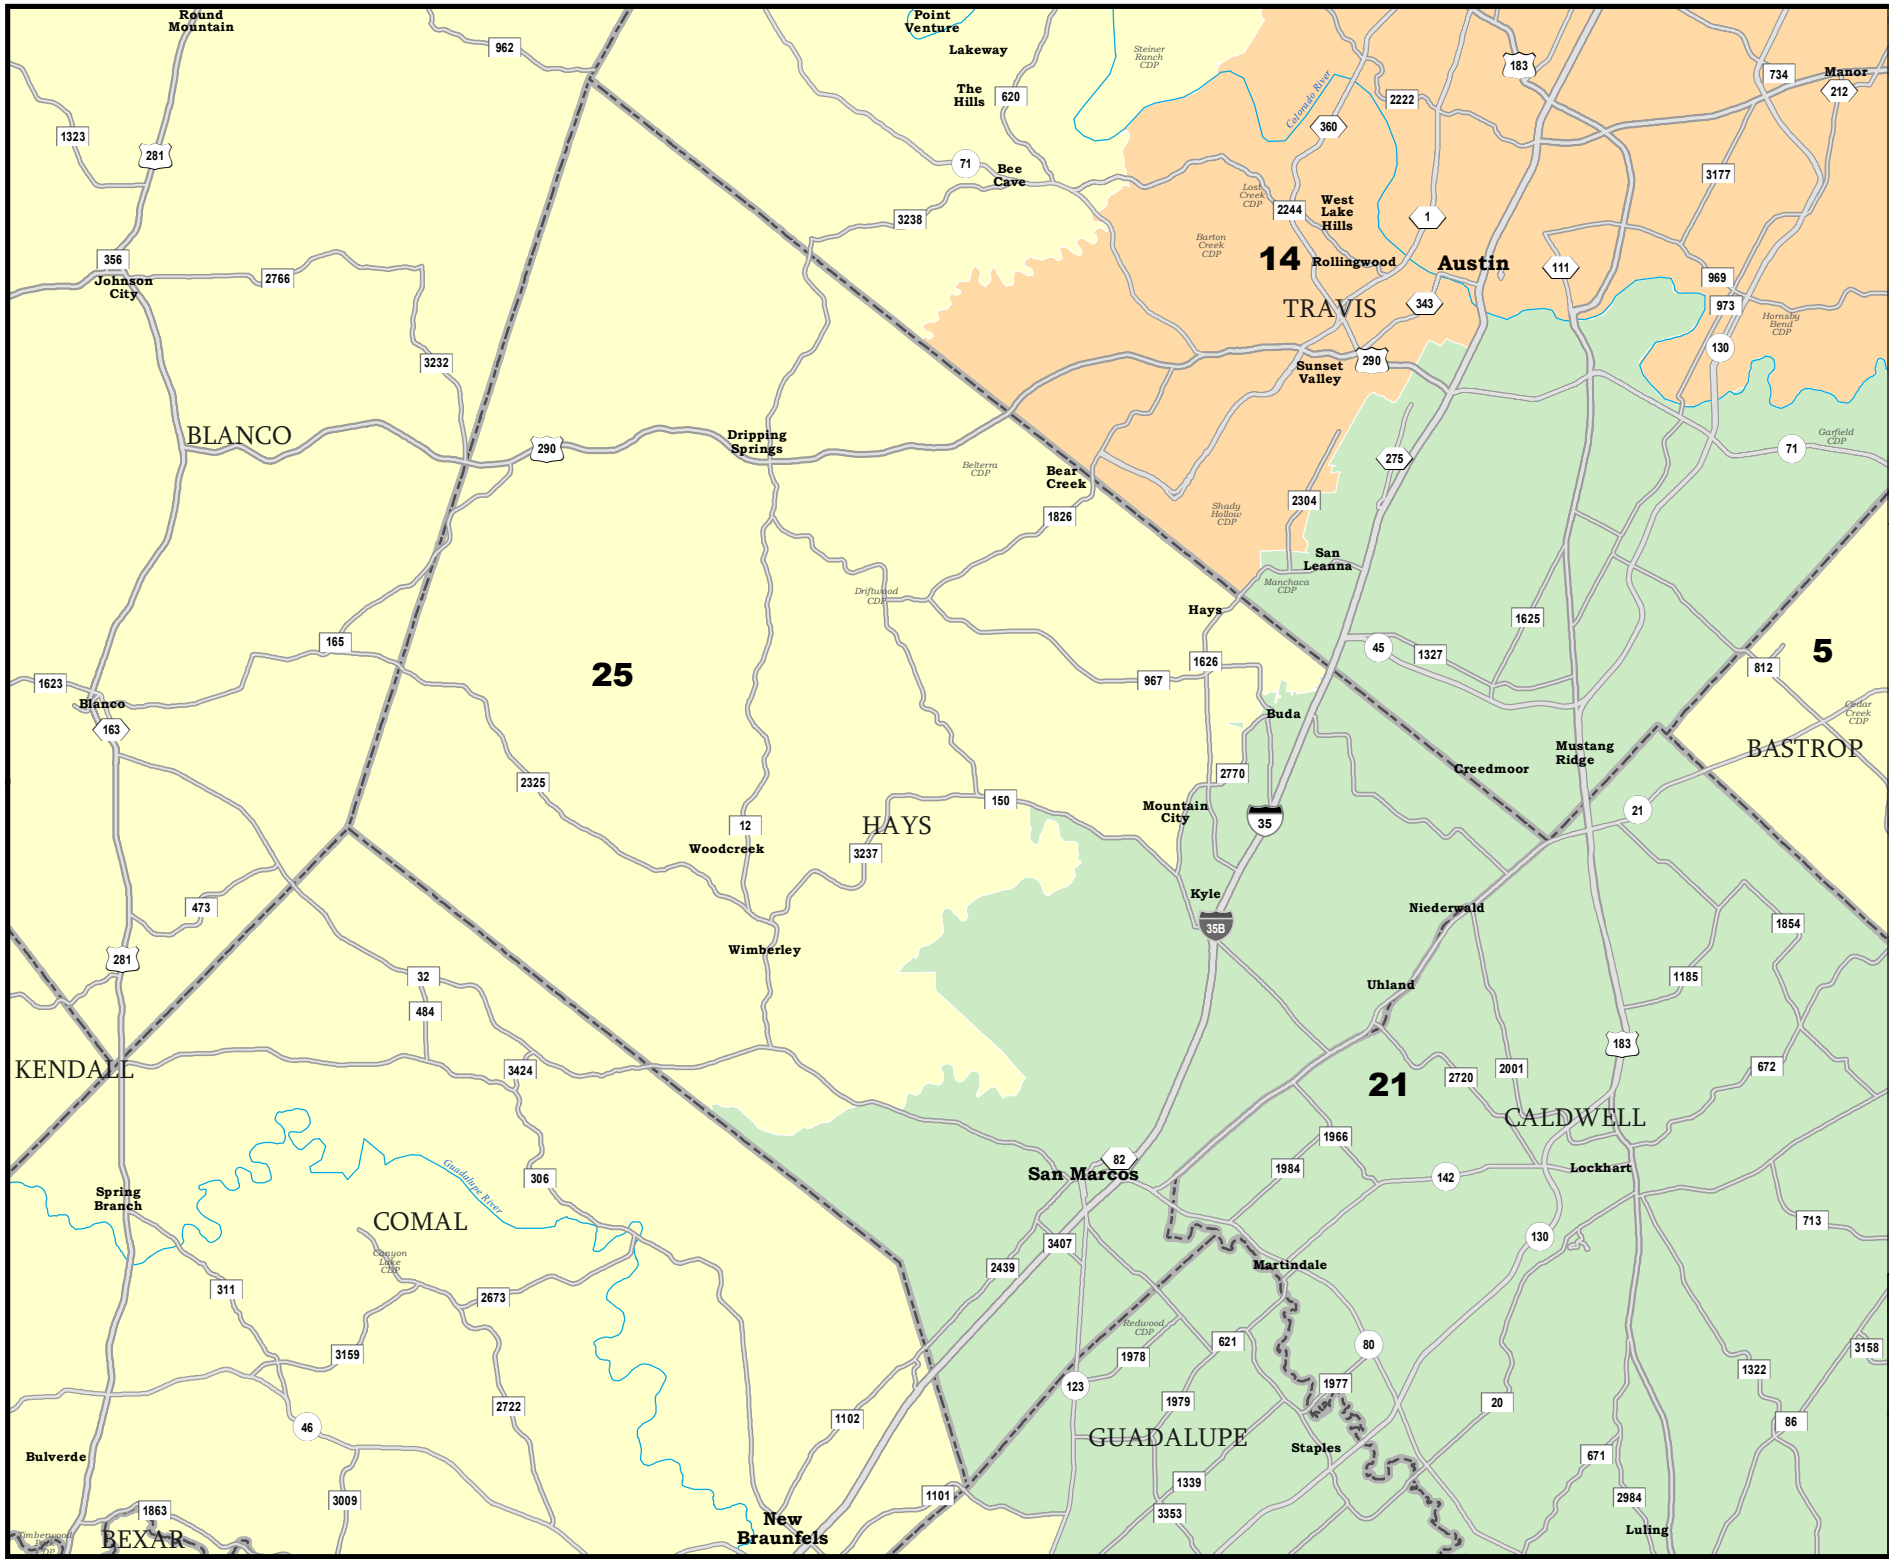 Round
Mountain
962
Point
Venture
Lakeway
Steiner
Ranch
CDP
183
734
Manor
212
The
Hills
620
2222
Colorado River
360
1323
281
71
Bee
Cave
3177
Lost
Creek
CDP
2244
West
Lake
Hills
1
3238
Barton
Creek
CDP
14
Rollingwood
Austin
111
356
Johnson
City
2766
969
973
343
TRAVIS
Hornsby
Bend
CDP
130
3232
Sunset
Valley
290
BLANCO
290
Dripping
Springs
Belterra
CDP
Bear
Creek
275
Garfield
CDP
71
2304
1826
Shady
Hollow
CDP
San
Leanna
Manchaca
CDP
Driftwood
CDP
Hays
1625
165
45
1327
5
812
25
1626
967
1623
Blanco
163
Buda
Cedar
Creek
CDP
Mustang
Ridge
BASTROP
Creedmoor
2325
2770
150
Mountain
City
35
21
12
HAYS
Woodcreek
3237
Kyle
35B
473
Niederwald
1854
Wimberley
281
32
484
Uhland
1185
183
KENDALL
3424
2720
2001
672
21
CALDWELL
1966
1984
82
San Marcos
142
Lockhart
Guadalupe River
306
Spring
Branch
COMAL
713
130
3407
2439
Martindale
Canyon
Lake
CDP
311
2673
Redwood
CDP
621
80
3158
3159
1978
1322
123
1977
1979
20
2722
46
1102
86
GUADALUPE
Staples
Bulverde
671
1339
1101
2984
3009
1863
3353
New
Braunfels
Luling
BEXAR
Timberwood
Park
CDP